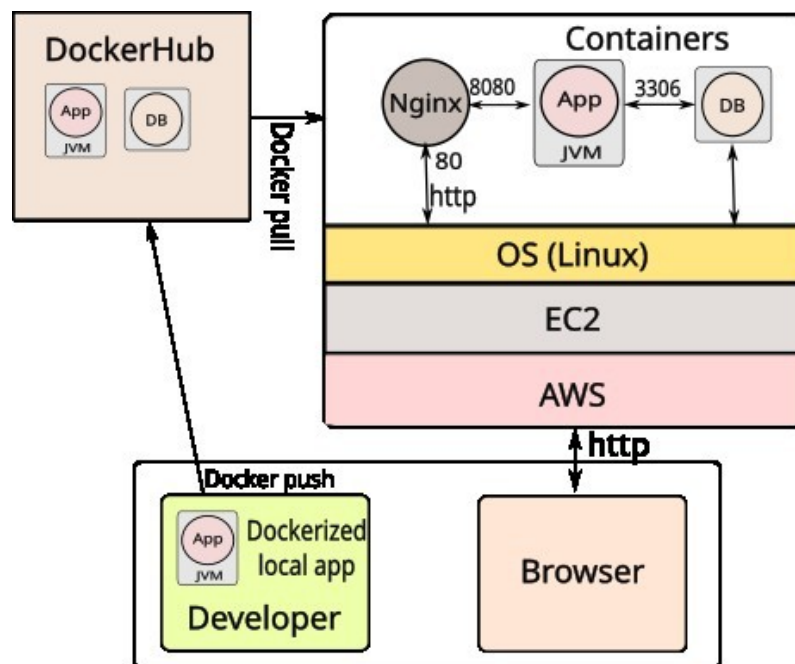 DockerHub
App
JVM
DB
Docker pull
Containers
Nginx
8080
App
JVM
3306
DB
80
http
OS (Linux)
EC2
AWS
http
Docker push
App
JVM
Dockerized
local app
Developer
Browser